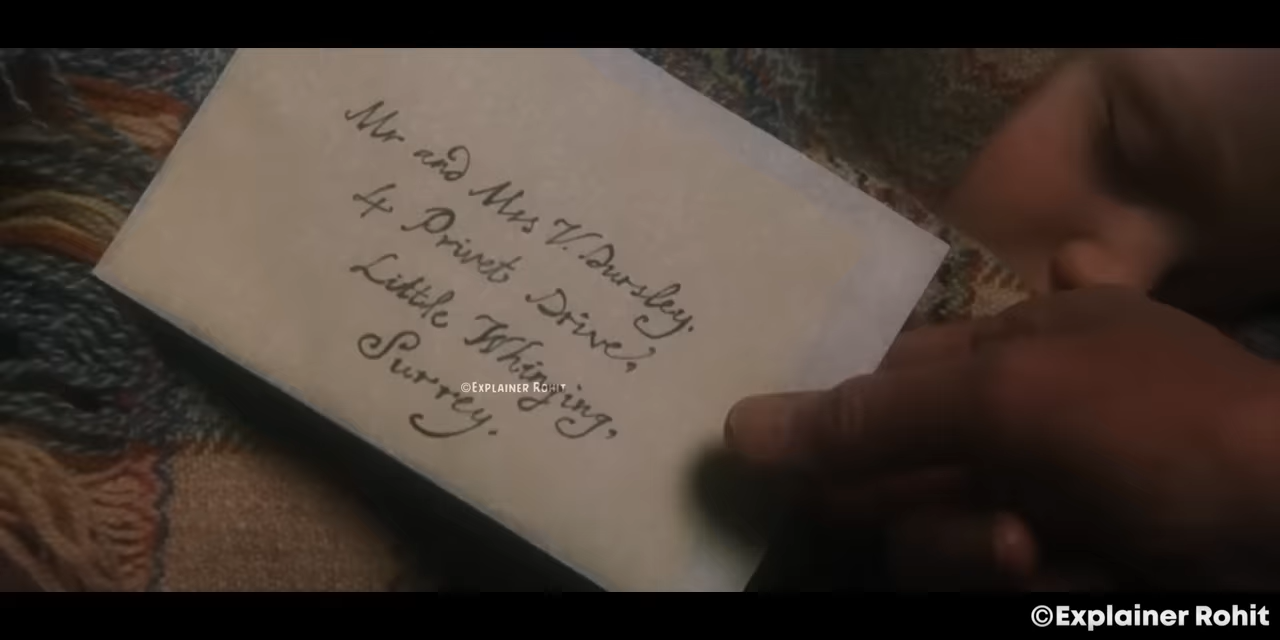 Mr and Mrs V. Dursley.
4 Privet Drive,
Little Whinging,
Surrey.
©EXPLAINER ROHIT
©Explainer Rohit